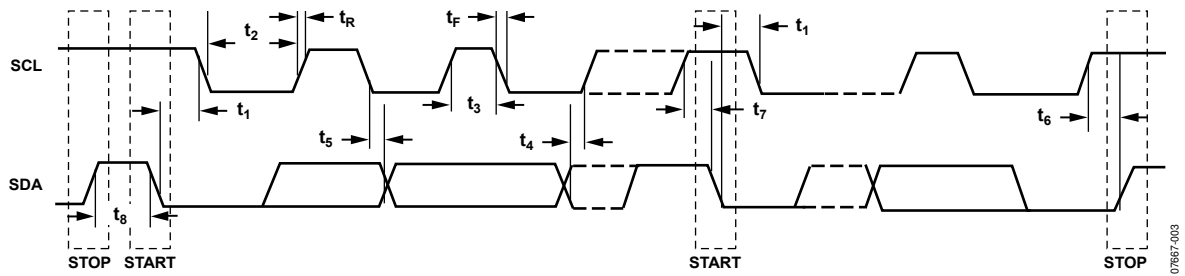 t2 tR tF t1
SCL
t1 t3 t7 t6
t5 t4
SDA
t8
STOP START START STOP
07667-003